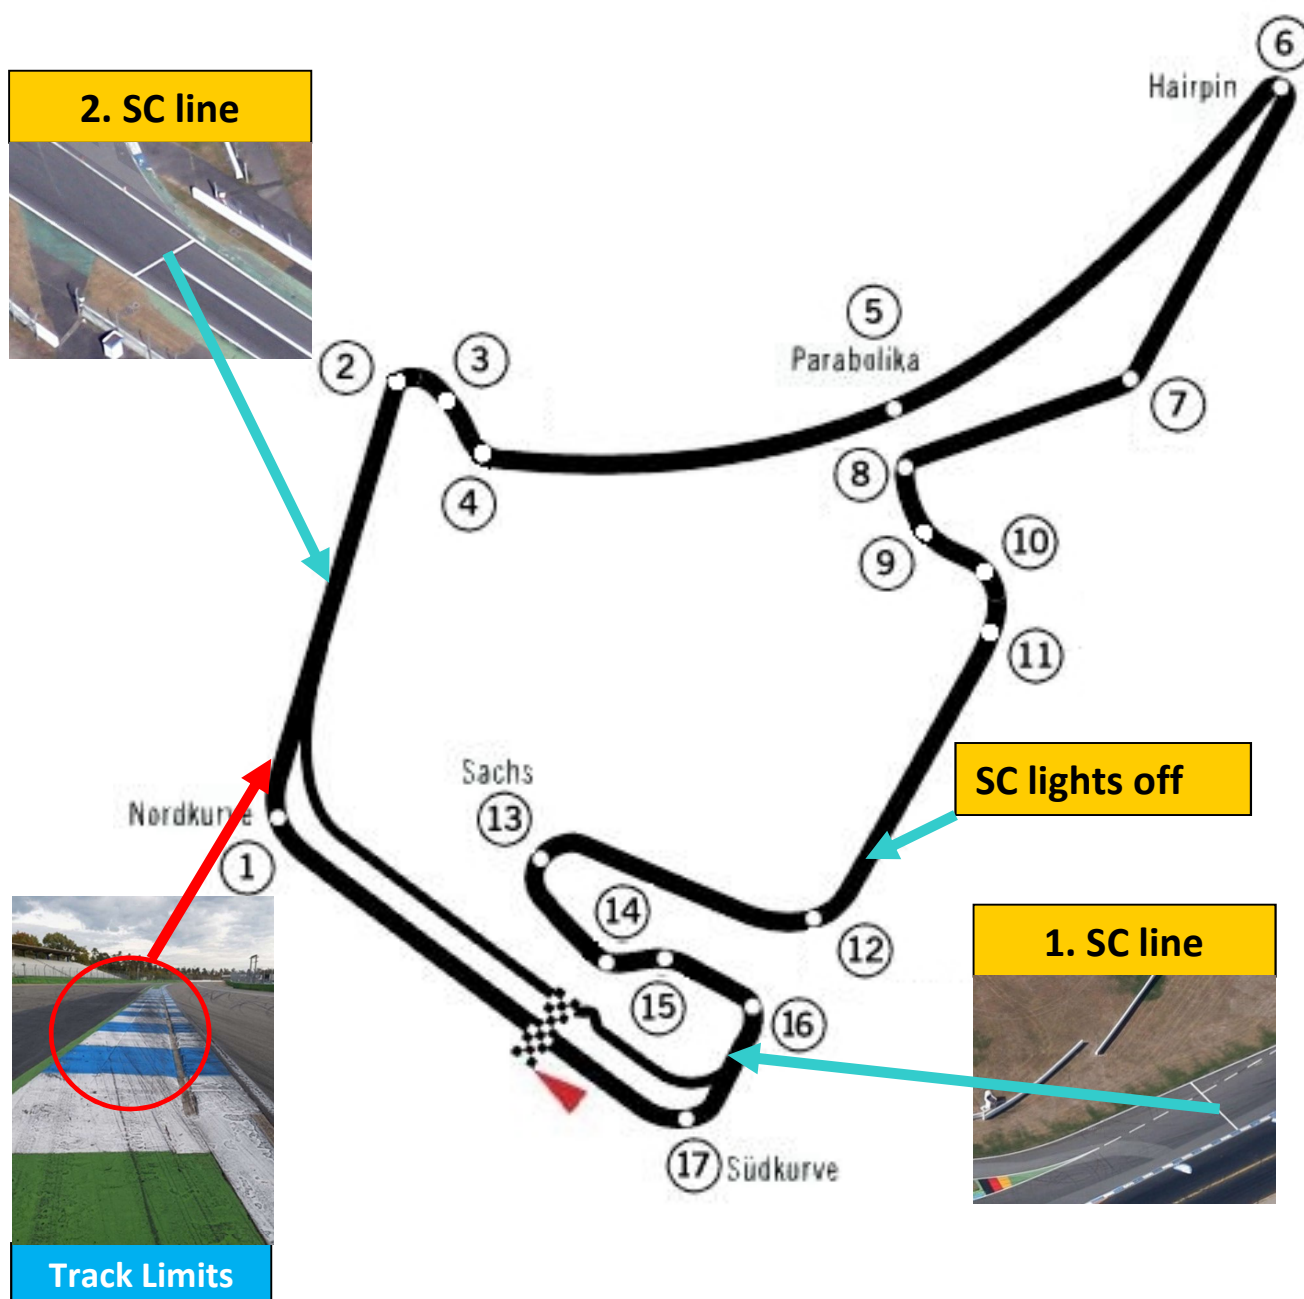 6
Hairpin
2. SC line
5
Parabolika
3
2
7
4
8
9
10
11
Sachs
13
SC lights off
Nordkurve
1
14
12
1. SC line
15
16
17 Südkurve
Track Limits